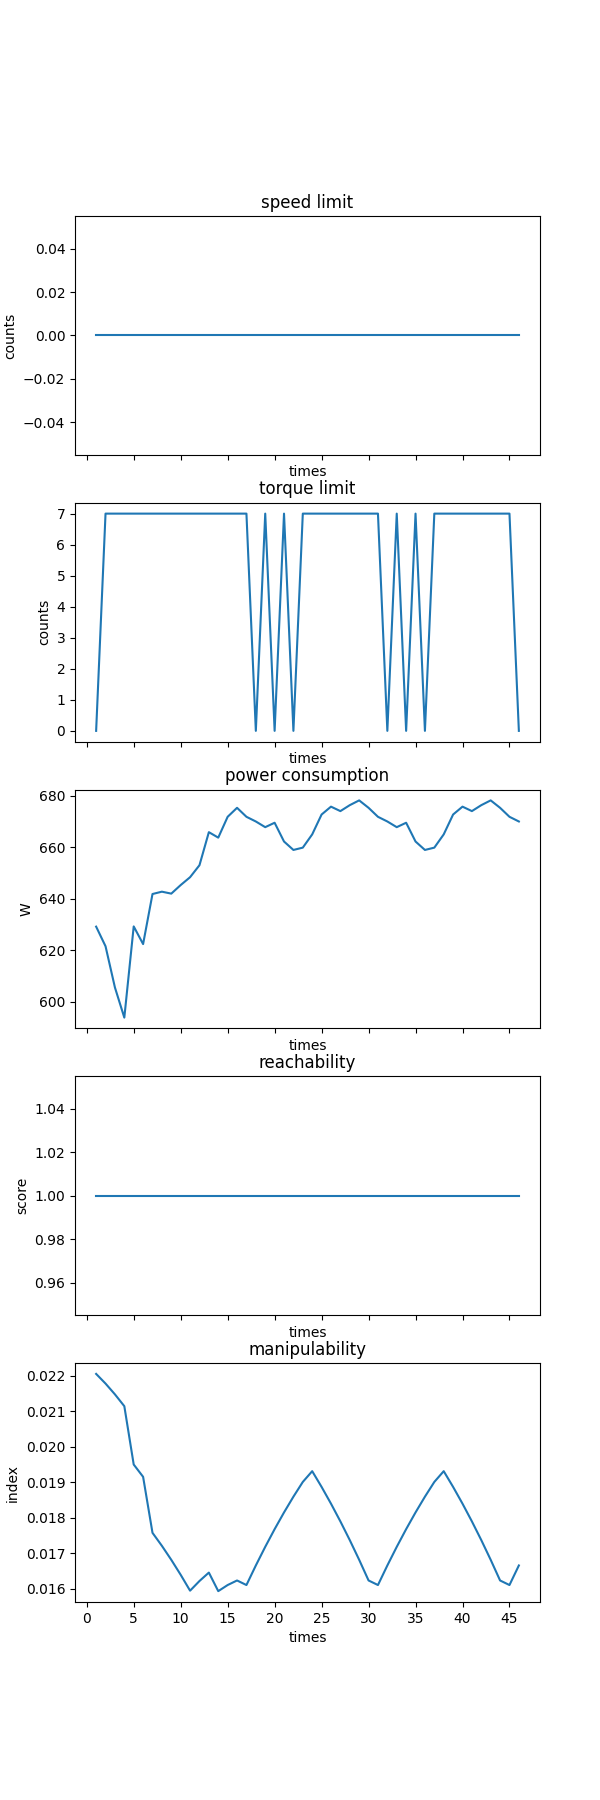 speed limit
0.04
0.02
0.00
−0.02
−0.04
counts
times
torque limit
7
6
5
4
3
2
1
0
counts
times
power consumption
680
660
640
620
600
W
times
reachability
1.04
1.02
1.00
0.98
0.96
score
times
manipulability
0.022
0.021
0.020
0.019
0.018
0.017
0.016
index
0 5 10 15 20 25 30 35 40 45
times